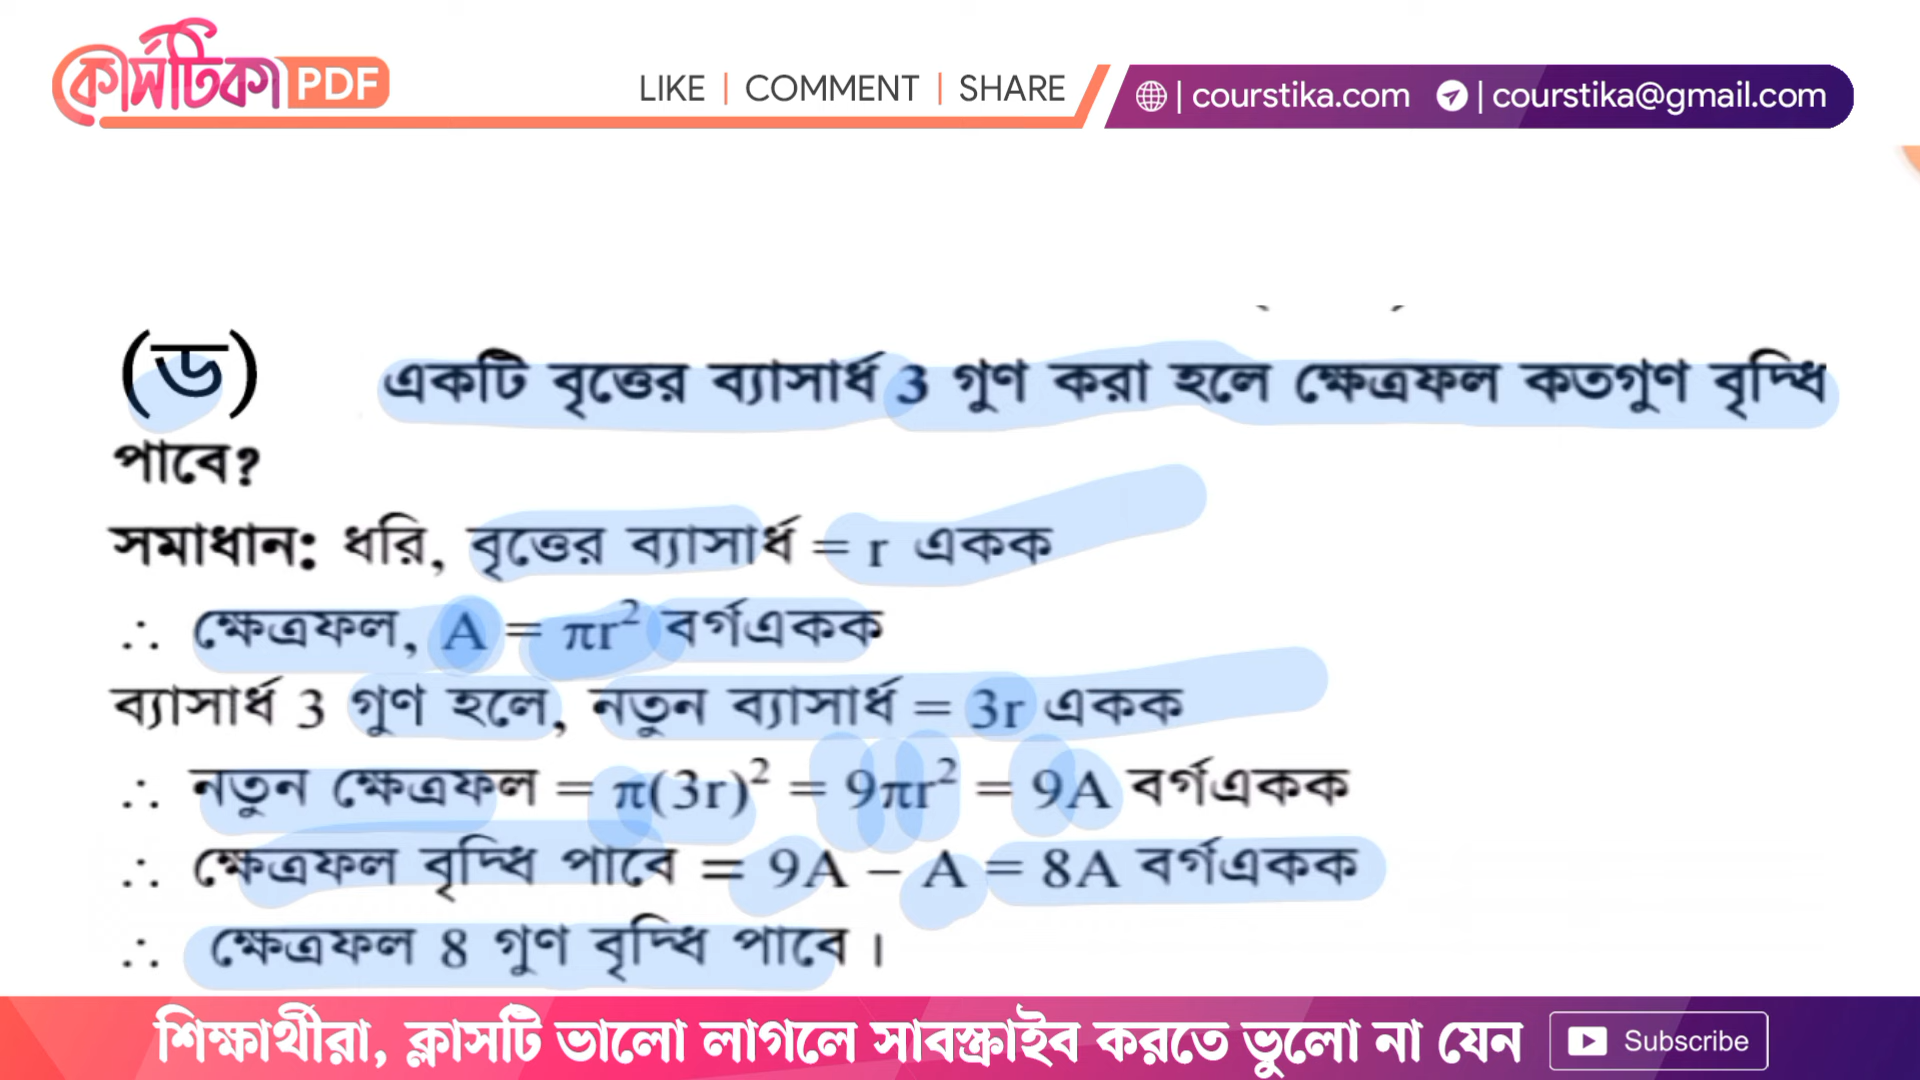 কোর্সটিকা PDF
LIKE | COMMENT | SHARE
| courstika.com | courstika@gmail.com
(ড) একটি বৃত্তের ব্যাসার্ধ 3 গুণ করা হলে ক্ষেত্রফল কতগুণ বৃদ্ধি
পাবে?
সমাধান: ধরি, বৃত্তের ব্যাসার্ধ = r একক
∴ ক্ষেত্রফল, A = πr² বর্গএকক
ব্যাসার্ধ 3 গুণ হলে, নতুন ব্যাসার্ধ = 3r একক
∴ নতুন ক্ষেত্রফল = π(3r)² = 9πr² = 9A বর্গএকক
∴ ক্ষেত্রফল বৃদ্ধি পাবে = 9A – A = 8A বর্গএকক
∴ ক্ষেত্রফল 8 গুণ বৃদ্ধি পাবে।
শিক্ষার্থীরা, ক্লাসটি ভালো লাগলে সাবস্ক্রাইব করতে ভুলো না যেন
Subscribe